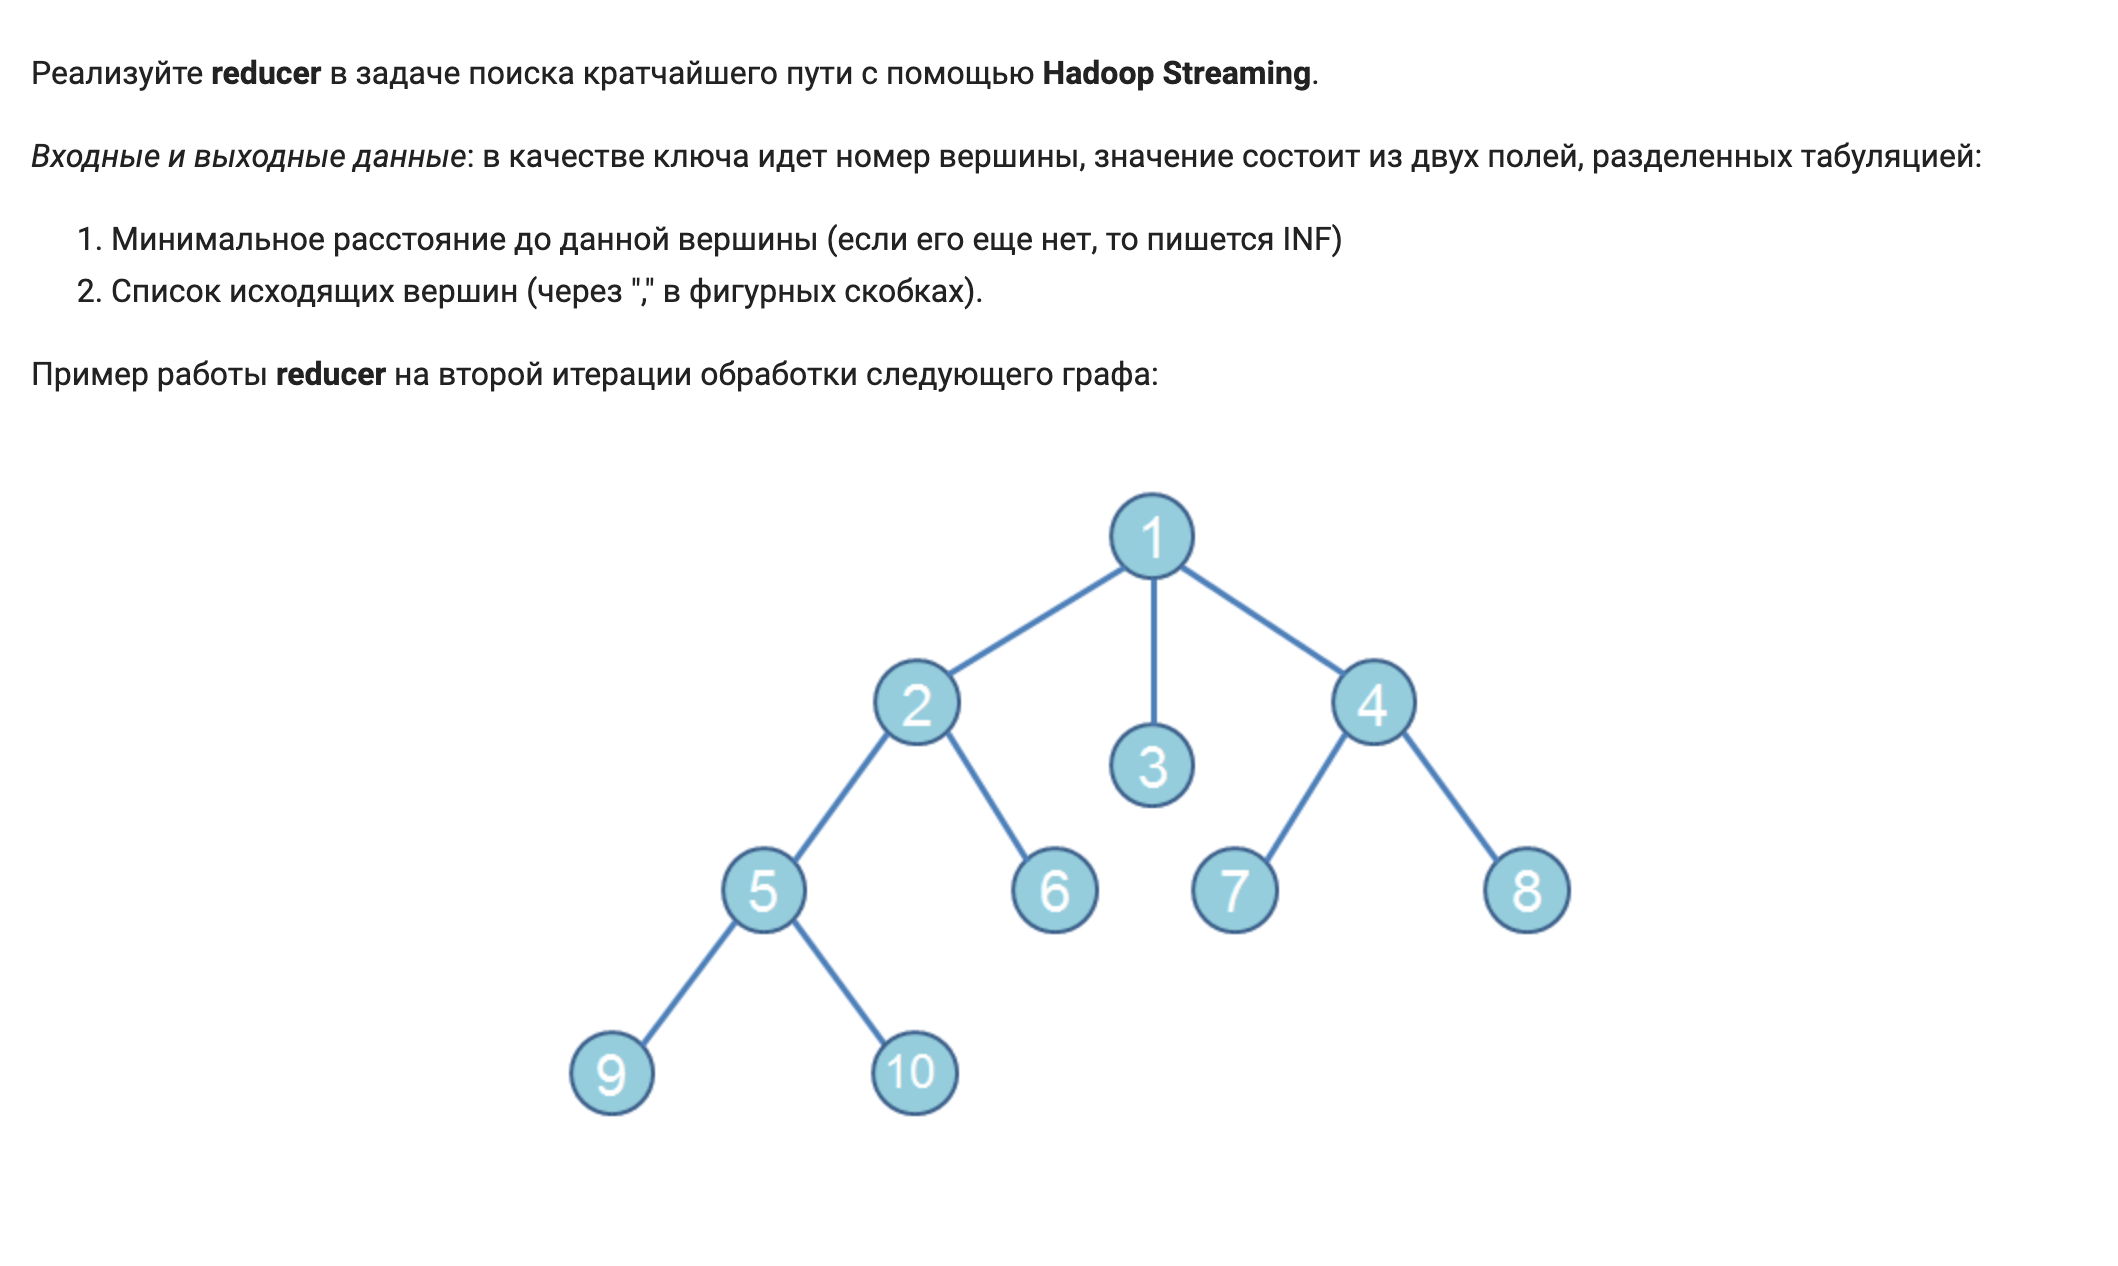 Реализуйте reducer в задаче поиска кратчайшего пути с помощью Hadoop Streaming.
Входные и выходные данные: в качестве ключа идет номер вершины, значение состоит из двух полей, разделенных табуляцией:
1. Минимальное расстояние до данной вершины (если его еще нет, то пишется INF)
2. Список исходящих вершин (через "," в фигурных скобках).
Пример работы reducer на второй итерации обработки следующего графа:
1
2
4
3
5
6
7
8
9
10